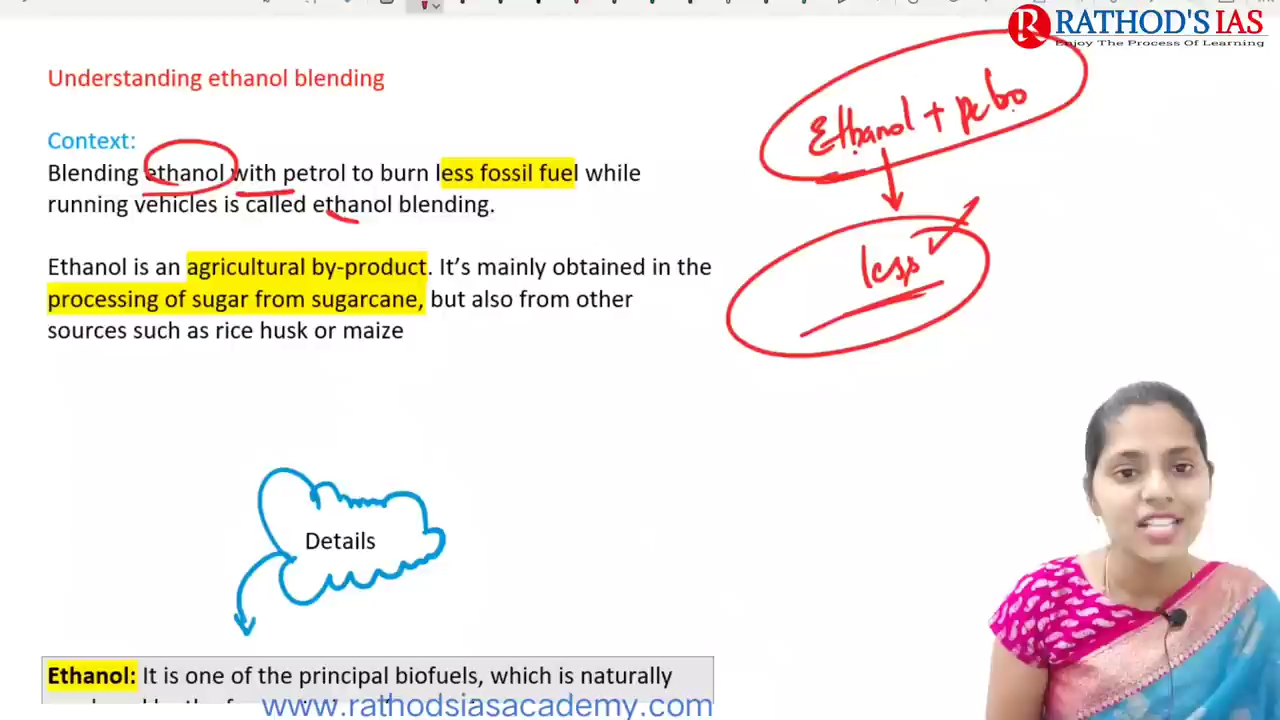 RATHOD'S IAS
Enjoy The Process Of Learning
Understanding ethanol blending
Ethanol +
Context:
Blending ethanol with petrol to burn less fossil fuel while
running vehicles is called ethanol blending.
less
Ethanol is an agricultural by-product. It's mainly obtained in the
processing of sugar from sugarcane, but also from other
sources such as rice husk or maize
Details
Ethanol: It is one of the principal biofuels, which is naturally
www.rathodsiasacademy.com